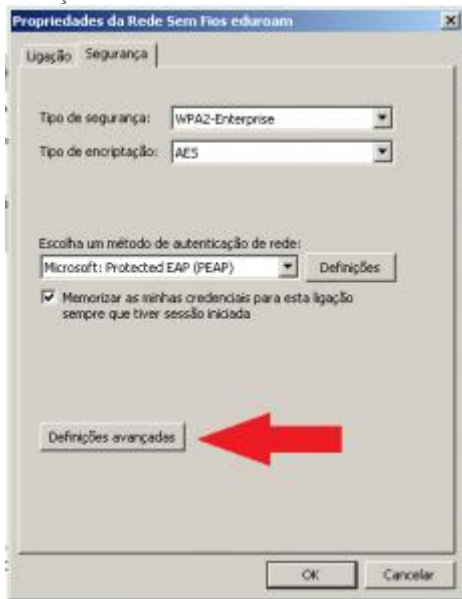 Propriedades da Rede Sem Fios eduroam
Ligação Segurança
Tipo de segurança: WPA2-Enterprise
Tipo de encriptação: AES
Escolha um método de autenticação de rede:
Microsoft: Protected EAP (PEAP) Definições
Memorizar as minhas credenciais para esta ligação
sempre que tiver sessão iniciada
Definições avançadas
OK Cancelar